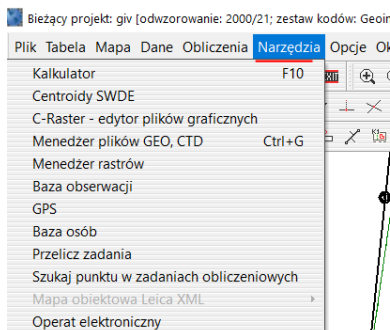 Bieżący projekt: giv [odwzorowanie: 2000/21; zestaw kodów: Geoin
Plik Tabela Mapa Dane Obliczenia Narzędzia Opcje Ok
Kalkulator F10
Centroidy SWDE
C-Raster - edytor plików graficznych
Menedżer plików GEO, CTD Ctrl+G
Menedżer rastrów
Baza obserwacji
GPS
Baza osób
Przelicz zadania
Szukaj punktu w zadaniach obliczeniowych
Mapa obiektowa Leica XML
Operat elektroniczny